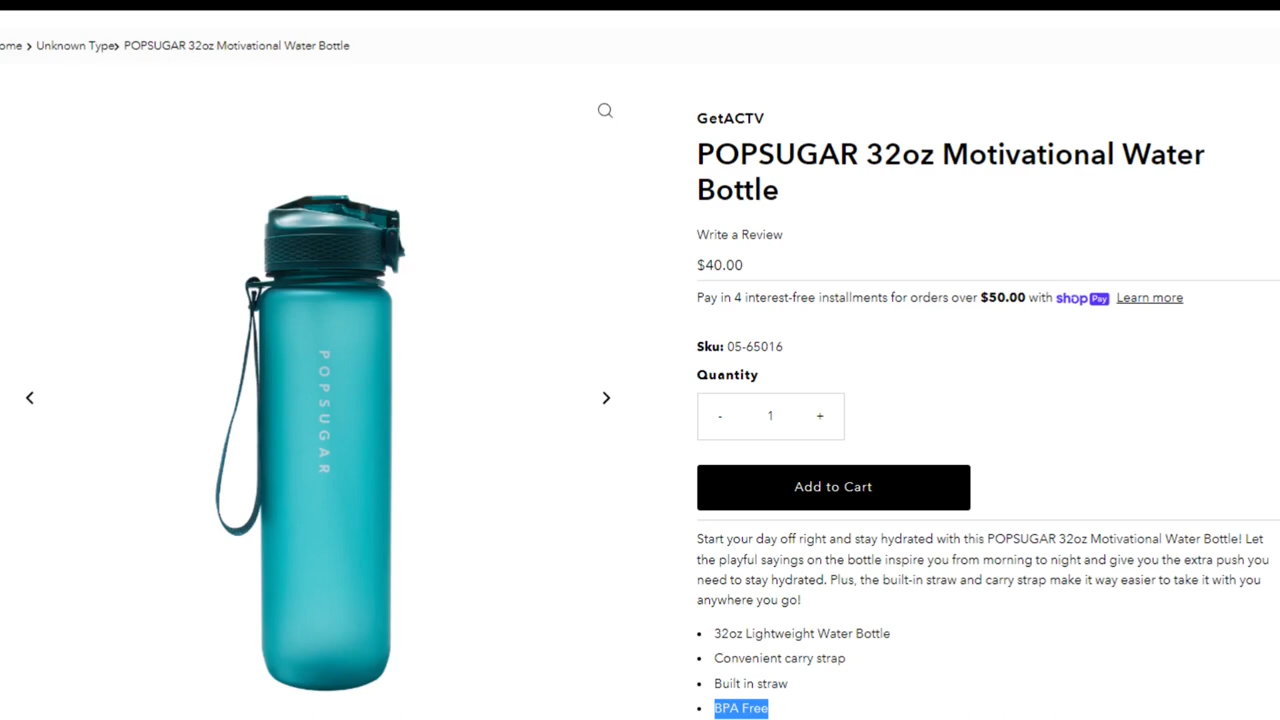 ome > Unknown Type> POPSUGAR 32oz Motivational Water Bottle
GetACTV
POPSUGAR 32oz Motivational Water
Bottle
Write a Review
$40.00
Pay in 4 interest-free installments for orders over $50.00 with shop Pay Learn more
Sku: 05-65016
Quantity
- 1 +
Add to Cart
POPSUGAR
Start your day off right and stay hydrated with this POPSUGAR 32oz Motivational Water Bottle! Let
the playful sayings on the bottle inspire you from morning to night and give you the extra push you
need to stay hydrated. Plus, the built-in straw and carry strap make it way easier to take it with you
anywhere you go!
• 32oz Lightweight Water Bottle
• Convenient carry strap
• Built in straw
• BPA Free